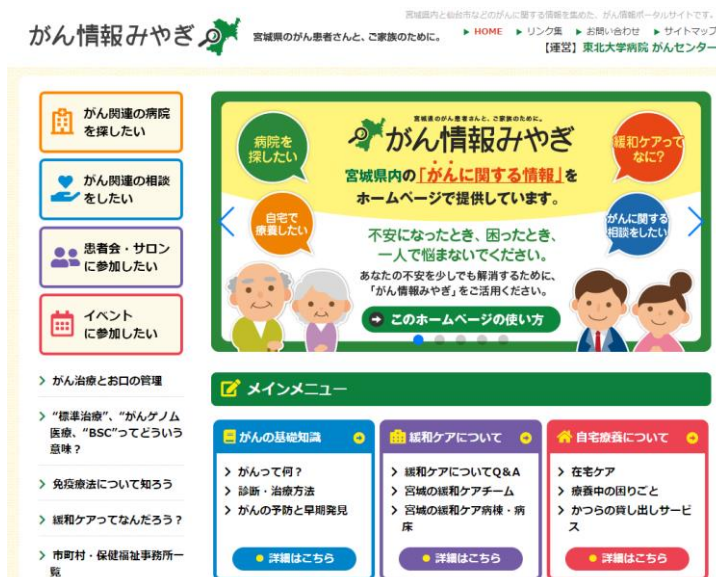 宮城県内と仙台市などのがんに関する情報を集めた、がん情報ポータルサイトです。
がん情報みやぎ
宮城県のがん患者さんと、ご家族のために。
HOME
リンク集
お問い合わせ
サイトマップ
【運営】東北大学病院 がんセンター
がん関連の病院
を探したい
がん関連の相談
をしたい
患者会・サロン
に参加したい
イベント
に参加したい
がん治療とお口の管理
“標準治療”、“がんゲノム
医療、“BSC”ってどういう
意味?
免疫療法について知ろう
緩和ケアってなんだろう?
市町村・保健福祉事務所一
覧
病院を
探したい
宮城県のがん患者さんと、ご家族のために。
がん情報みやぎ
緩和ケアって
なに?
宮城県内の「がんに関する情報」を
ホームページで提供しています。
自宅で
療養したい
がんに関する
相談をしたい
不安になったとき、困ったとき、
一人で悩まないでください。
あなたの不安を少しでも解消するために、
「がん情報みやぎ」をご活用ください。
このホームページの使い方
メインメニュー
がんの基礎知識
がんって何?
診断・治療方法
がんの予防と早期発見
詳細はこちら
緩和ケアについて
緩和ケアについてQ&A
宮城の緩和ケアチーム
宮城の緩和ケア病棟・病
床
詳細はこちら
自宅療養について
在宅ケア
療養中の困りごと
かつらの貸し出しサービ
ス
詳細はこちら